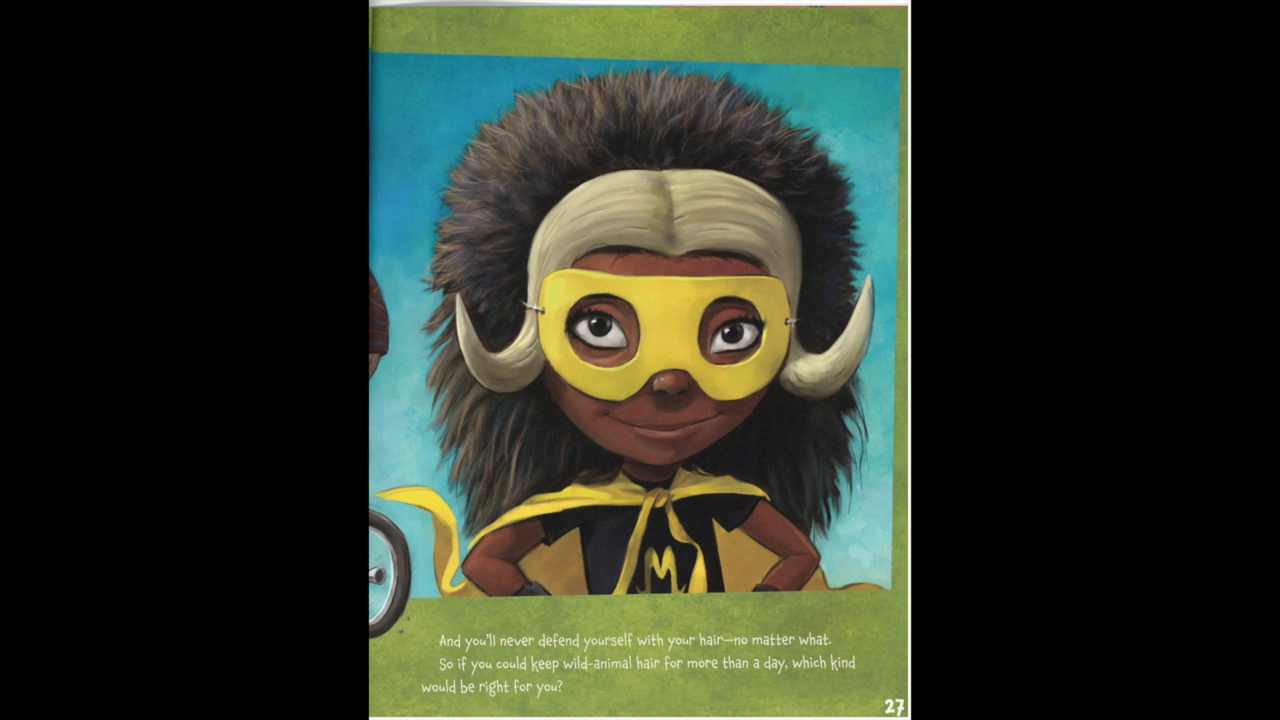 M
And you'll never defend yourself with your hair—no matter what.
So if you could keep wild-animal hair for more than a day, which kind
would be right for you?
27